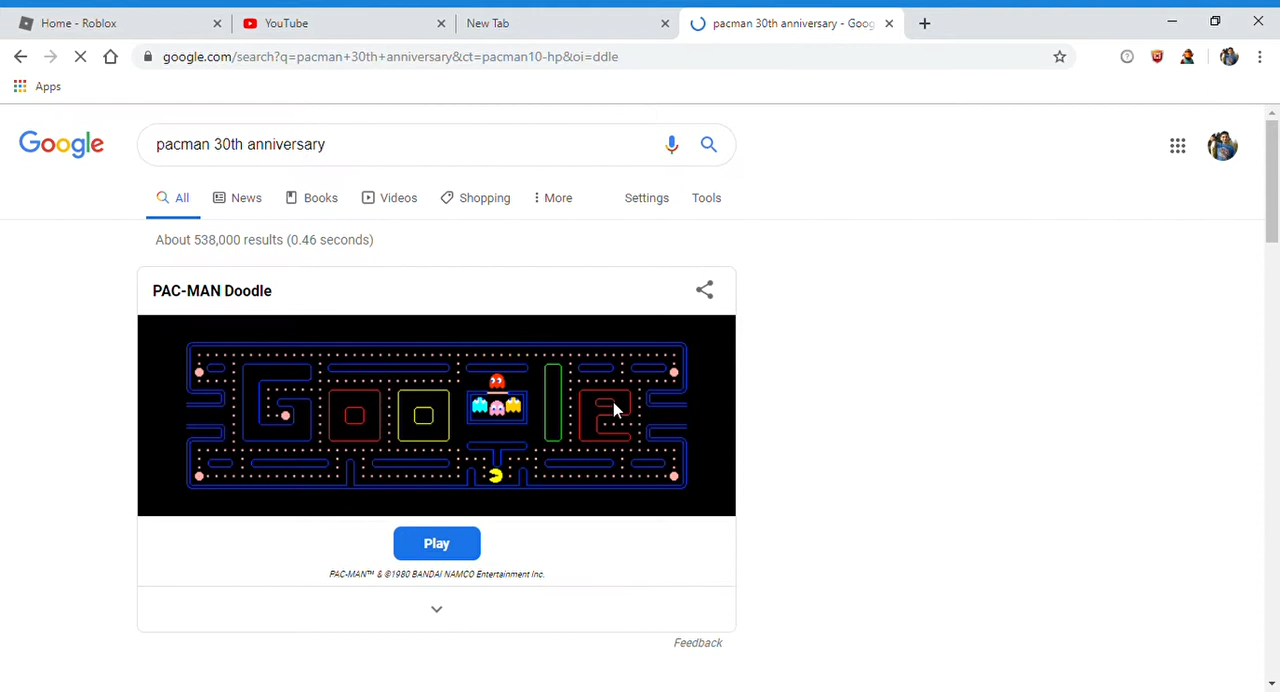 Home - Roblox
YouTube
New Tab
pacman 30th anniversary - Goog
google.com/search?q=pacman+30th+anniversary&ct=pacman10-hp&oi=ddle
Apps
Google
pacman 30th anniversary
All News Books Videos Shopping More Settings Tools
About 538,000 results (0.46 seconds)
PAC-MAN Doodle
Play
PAC-MAN™ & ©1980 BANDAI NAMCO Entertainment Inc.
Feedback